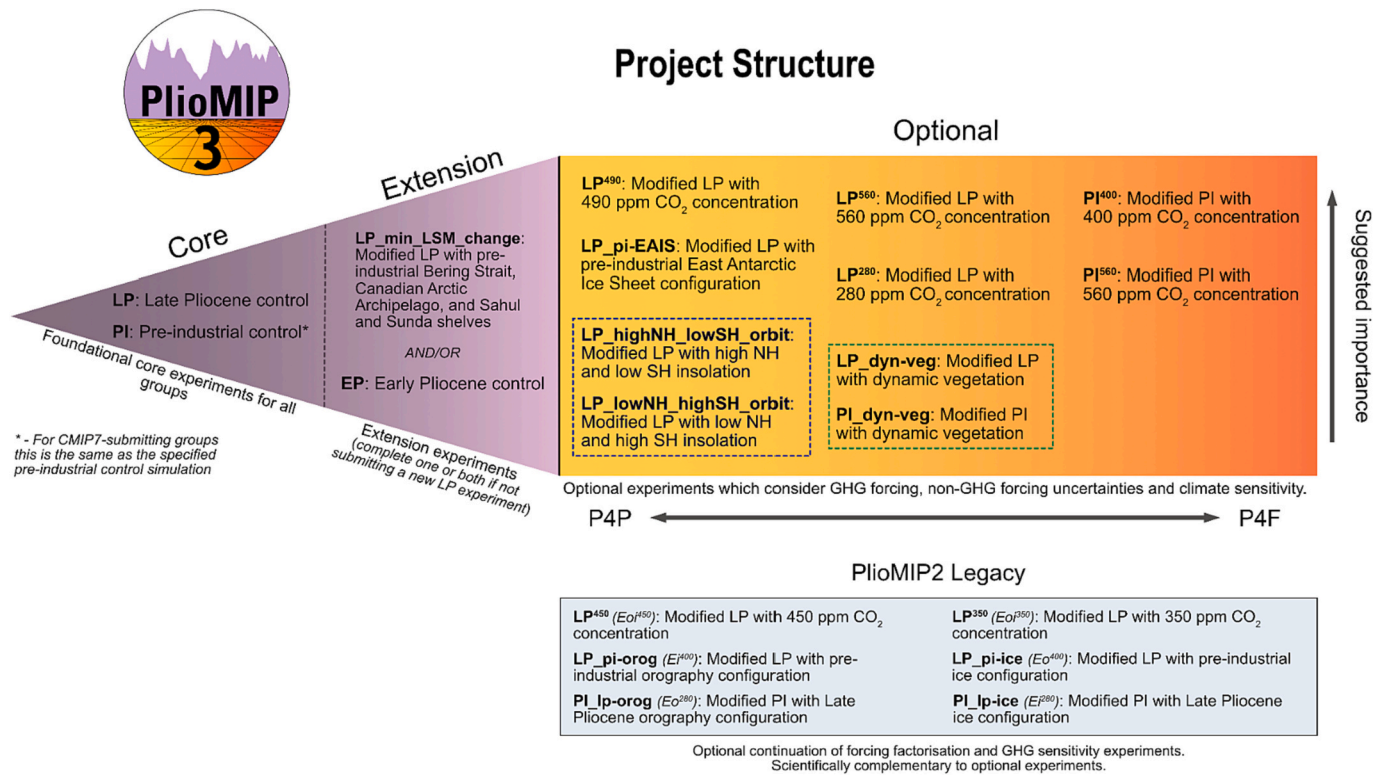 PlioMIP
3
Project Structure
Core
LP: Late Pliocene control
PI: Pre-industrial control*
Foundational core experiments for all
groups
* - For CMIP7-submitting groups
this is the same as the specified
pre-industrial control simulation
Extension
LP_min_LSM_change:
Modified LP with pre-
industrial Bering Strait,
Canadian Arctic
Archipelago, and Sahul
and Sunda shelves
AND/OR
EP: Early Pliocene control
Extension experiments
(complete one or both if not
submitting a new LP experiment)
Optional
LP⁴⁹⁰: Modified LP with
490 ppm CO₂ concentration
LP_pi-EAIS: Modified LP with
pre-industrial East Antarctic
Ice Sheet configuration
LP_highNH_lowSH_orbit:
Modified LP with high NH
and low SH insolation
LP_lowNH_highSH_orbit:
Modified LP with low NH
and high SH insolation
LP⁵⁶⁰: Modified LP with
560 ppm CO₂ concentration
LP²⁸⁰: Modified LP with
280 ppm CO₂ concentration
LP_dyn-veg: Modified LP
with dynamic vegetation
PI_dyn-veg: Modified PI
with dynamic vegetation
PI⁴⁰⁰: Modified PI with
400 ppm CO₂ concentration
PI⁵⁶⁰: Modified PI with
560 ppm CO₂ concentration
Suggested importance
Optional experiments which consider GHG forcing, non-GHG forcing uncertainties and climate sensitivity.
P4P
P4F
PlioMIP2 Legacy
LP⁴⁵⁰ (Eoi⁴⁵⁰): Modified LP with 450 ppm CO₂
concentration
LP_pi-orog (Ei⁴⁰⁰): Modified LP with pre-
industrial orography configuration
PI_lp-orog (Eo²⁸⁰): Modified PI with Late
Pliocene orography configuration
LP³⁵⁰ (Eoi³⁵⁰): Modified LP with 350 ppm CO₂
concentration
LP_pi-ice (Eo⁴⁰⁰): Modified LP with pre-industrial
ice configuration
PI_lp-ice (Ei²⁸⁰): Modified PI with Late Pliocene
ice configuration
Optional continuation of forcing factorisation and GHG sensitivity experiments.
Scientifically complementary to optional experiments.